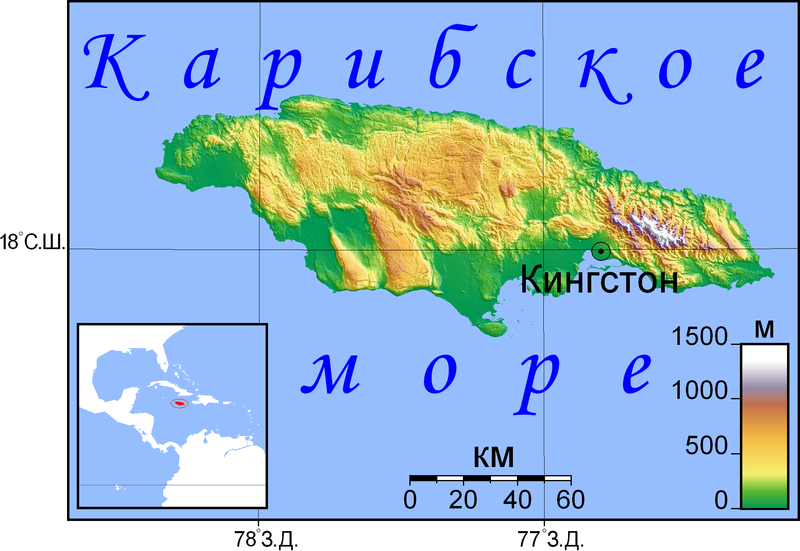 Карибское
18°С.Ш.
Кингстон
море
М
1500
1000
500
0
КМ
0 20 40 60
78°З.Д. 77°З.Д.